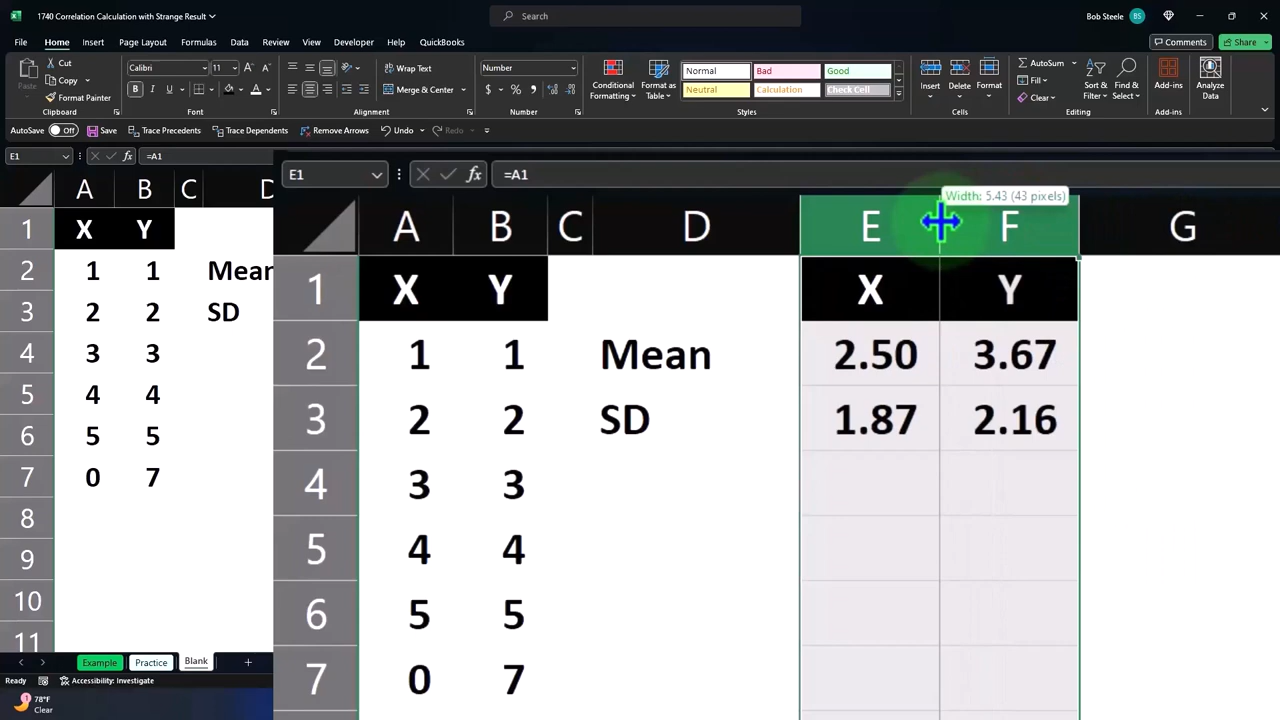 1740 Correlation Calculation with Strange Result
Search
Bob Steele BS
File Home Insert Page Layout Formulas Data Review View Developer Help QuickBooks Comments Share
Paste Cut Copy Format Painter Clipboard
Calibri 11 Font
Wrap Text Merge & Center Alignment
Number Number
Conditional Formatting Format as Table
Normal Bad Good
Neutral Calculation Check Cell
Styles
Insert Delete Format Cells
AutoSum Fill Clear Sort & Filter Find & Select Editing
Add-ins Add-ins
Analyze Data
AutoSave Off Save Trace Precedents Trace Dependents Remove Arrows Undo Redo
E1 fx =A1
A B C D
1 X Y
2 1 1 Mean
3 2 2 SD
4 3 3
5 4 4
6 5 5
7 0 7
8
9
10
11
E1 fx =A1
Width: 5.43 (43 pixels)
A B C D E F G
1 X Y X Y
2 1 1 Mean 2.50 3.67
3 2 2 SD 1.87 2.16
4 3 3
5 4 4
6 5 5
7 0 7
Example Practice Blank
Ready Accessibility: Investigate
1 78°F
Clear